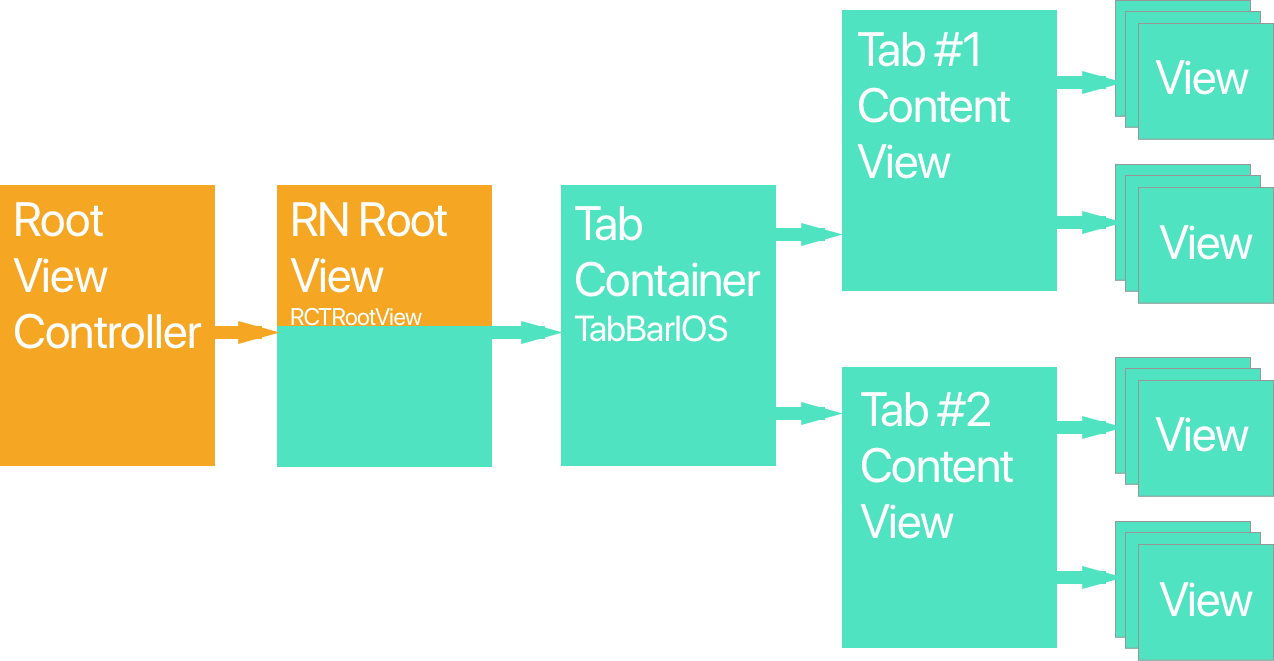 Root
View
Controller
RN Root
View
RCTRootView
Tab
Container
TabBarIOS
Tab #1
Content
View
View
View
Tab #2
Content
View
View
View